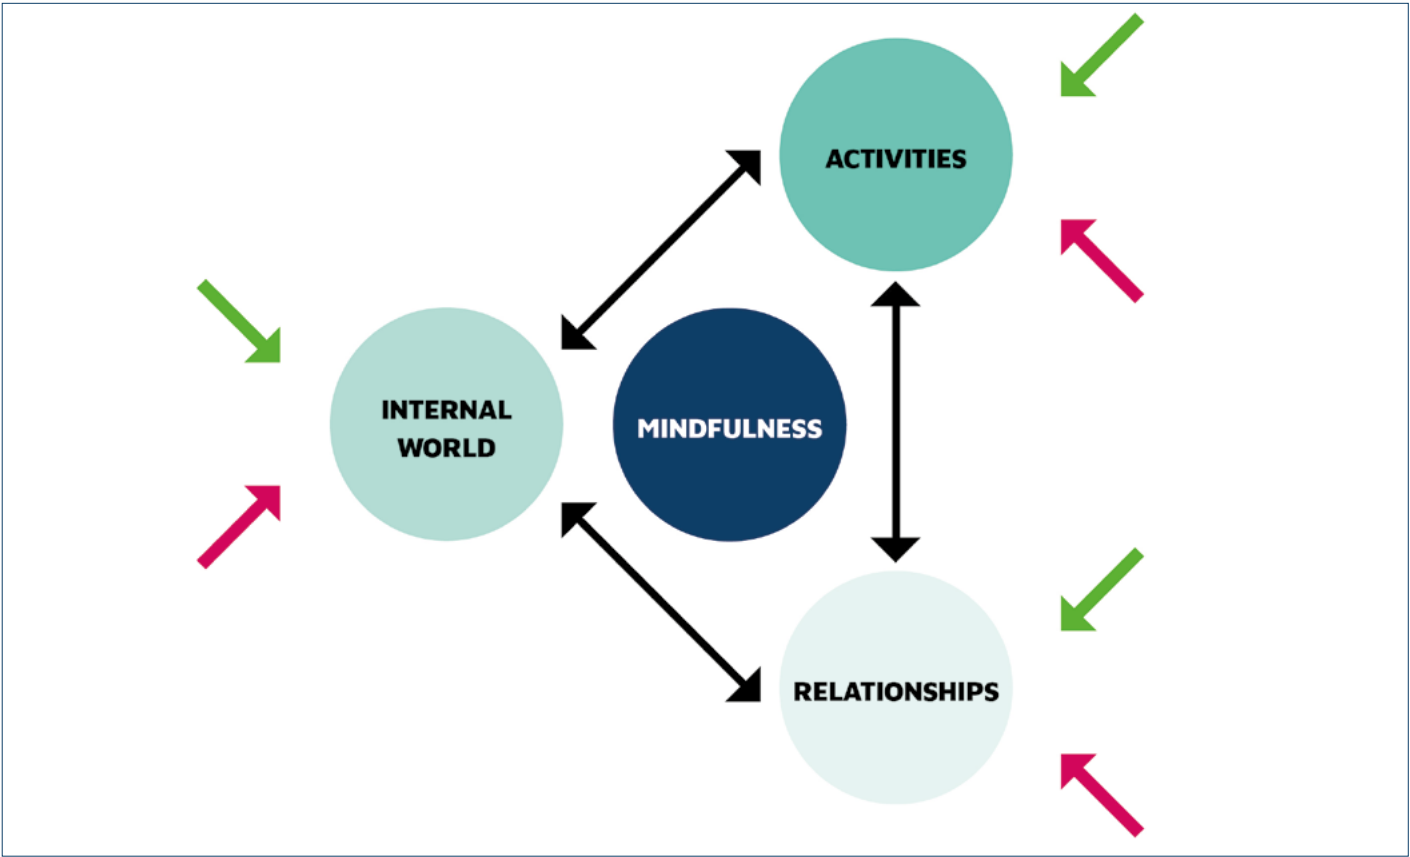 ACTIVITIES
INTERNAL
WORLD
MINDFULNESS
RELATIONSHIPS